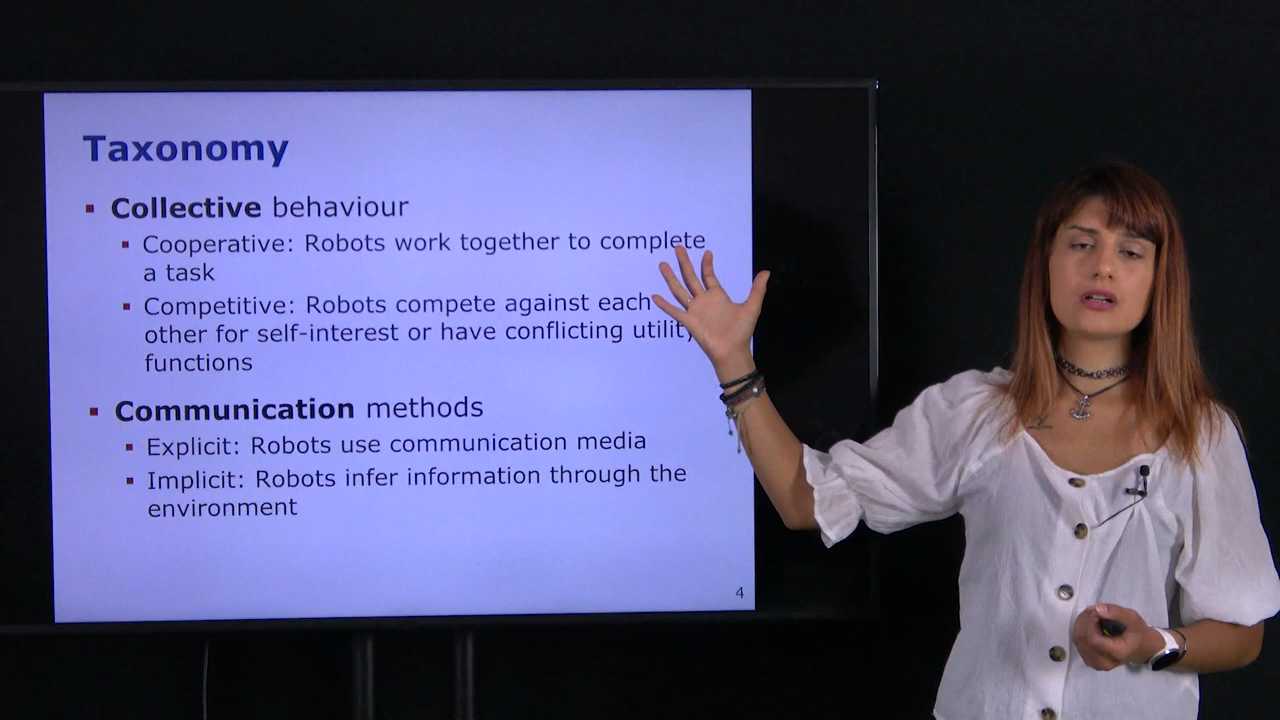 Taxonomy
▪ Collective behaviour
▪ Cooperative: Robots work together to complete
a task
▪ Competitive: Robots compete against each
other for self-interest or have conflicting utility
functions
▪ Communication methods
▪ Explicit: Robots use communication media
▪ Implicit: Robots infer information through the
environment
4